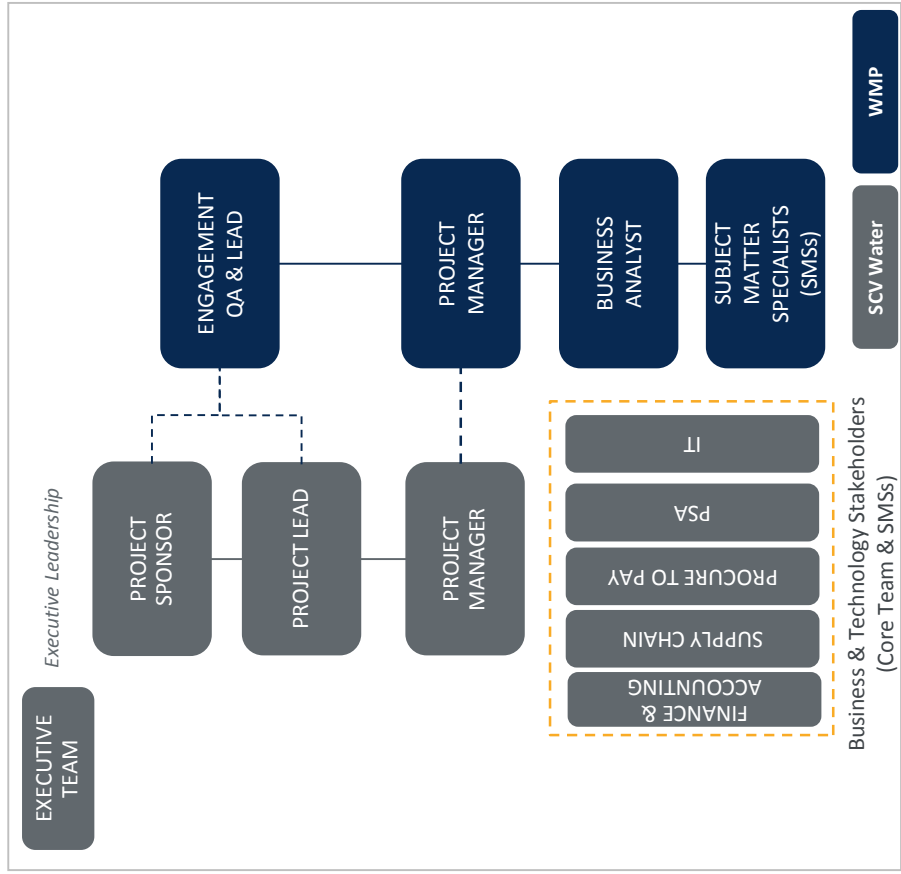 EXECUTIVE
TEAM
Executive Leadership
PROJECT
SPONSOR
PROJECT LEAD
PROJECT
MANAGER
ENGAGEMENT
QA & LEAD
PROJECT
MANAGER
BUSINESS
ANALYST
SUBJECT
MATTER
SPECIALISTS
(SMSs)
FINANCE &
ACCOUNTING
SUPPLY CHAIN
PROCURE TO PAY
PSA
IT
Business & Technology Stakeholders
(Core Team & SMSs)
SCV Water
WMP